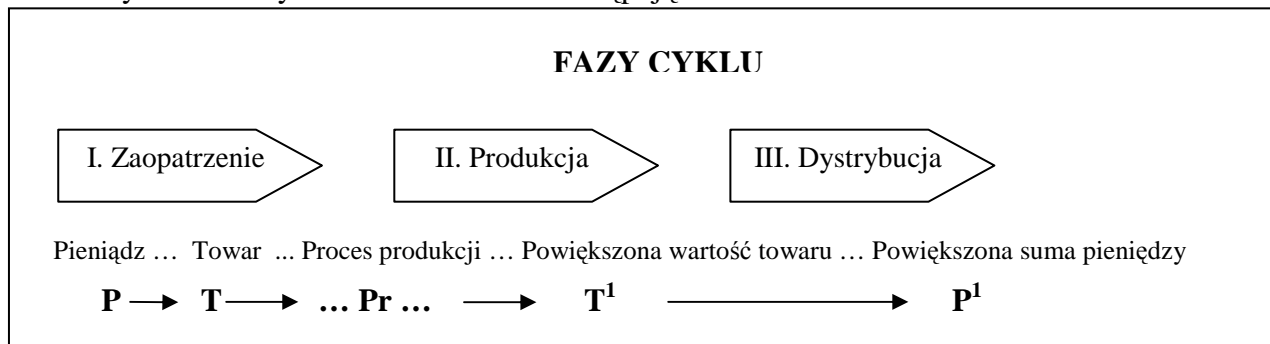 FAZY CYKLU
I. Zaopatrzenie II. Produkcja III. Dystrybucja
Pieniądz … Towar ... Proces produkcji … Powiększona wartość towaru … Powiększona suma pieniędzy
P → T → … Pr … → T¹ → P¹